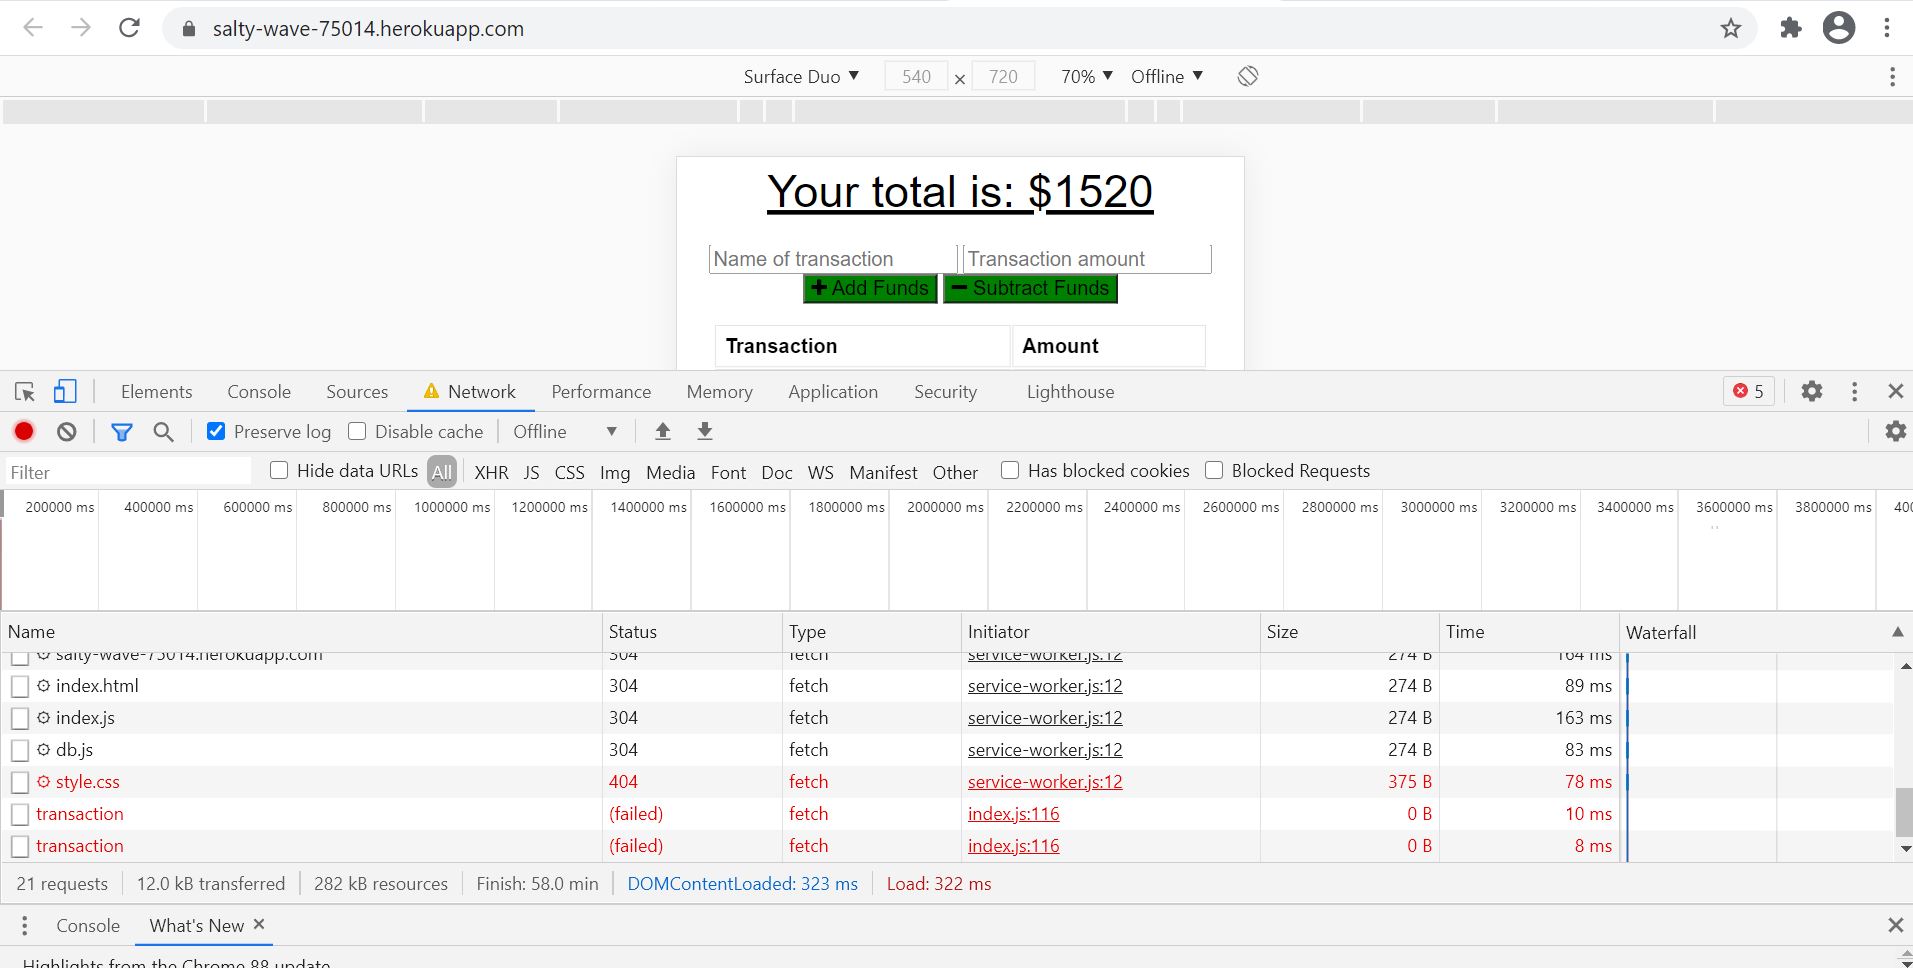 salty-wave-75014.herokuapp.com
Surface Duo ▼ 540 × 720 70% ▼ Offline ▼
Your total is: $1520
Name of transaction Transaction amount
+ Add Funds − Subtract Funds
Transaction Amount
Elements Console Sources Network Performance Memory Application Security Lighthouse 5
Preserve log Disable cache Offline ▼
Filter Hide data URLs All XHR JS CSS Img Media Font Doc WS Manifest Other Has blocked cookies Blocked Requests
200000 ms 400000 ms 600000 ms 800000 ms 1000000 ms 1200000 ms 1400000 ms 1600000 ms 1800000 ms 2000000 ms 2200000 ms 2400000 ms 2600000 ms 2800000 ms 3000000 ms 3200000 ms 3400000 ms 3600000 ms 3800000 ms 400
Name Status Type Initiator Size Time Waterfall
salty-wave-75014.herokuapp.com 304 fetch service-worker.js:12 274 B 164 ms
index.html 304 fetch service-worker.js:12 274 B 89 ms
index.js 304 fetch service-worker.js:12 274 B 163 ms
db.js 304 fetch service-worker.js:12 274 B 83 ms
style.css 404 fetch service-worker.js:12 375 B 78 ms
transaction (failed) fetch index.js:116 0 B 10 ms
transaction (failed) fetch index.js:116 0 B 8 ms
21 requests 12.0 kB transferred 282 kB resources Finish: 58.0 min DOMContentLoaded: 323 ms Load: 322 ms
Console What's New ×
Highlights from the Chrome 88 update